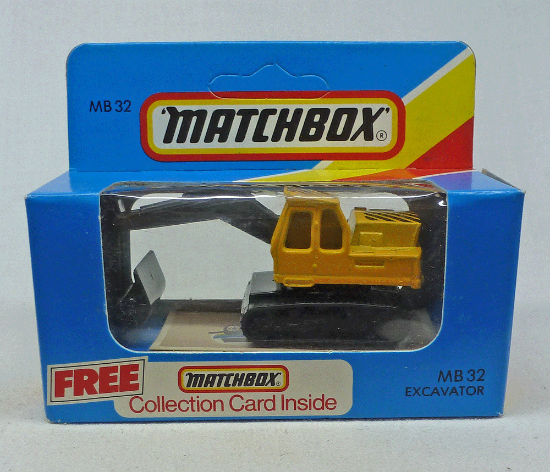 MB 32
"MATCHBOX"®
FREE
"MATCHBOX"®
Collection Card Inside
MB 32
EXCAVATOR